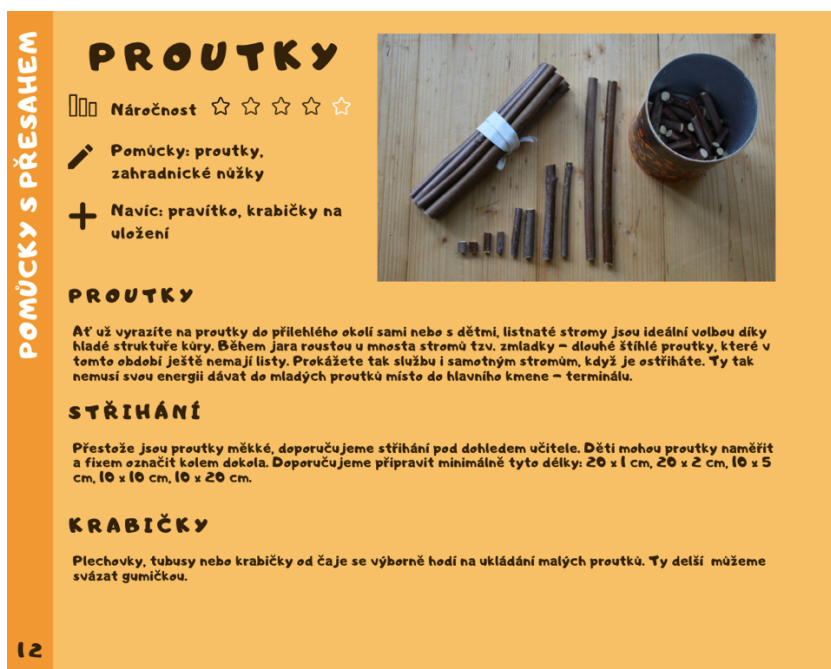 POMŮCKY S PŘESAHEM
PROUTKY
Náročnost
Pomůcky: proutky,
zahradnické nůžky
Navíc: pravítko, krabičky na
uložení
PROUTKY
Ať už vyrazíte na proutky do přilehlého okolí sami nebo s dětmi, listnaté stromy jsou ideální volbou díky
hladé struktuře kůry. Během jara roustou u mnosta stromů tzv. zmladky – dlouhé štíhlé proutky, které v
tomto období ještě nemají listy. Prokážete tak službu i samotným stromům, když je ostříháte. Ty tak
nemusí svou energii dávat do mladých proutků místo do hlavního kmene – terminálu.
STŘIHÁNÍ
Přestože jsou proutky měkké, doporučujeme stříhání pod dohledem učitele. Děti mohou proutky naměřit
a fixem označit kolem dokola. Doporučujeme připravit minimálně tyto délky: 20 x 1 cm, 20 x 2 cm, 10 x 5
cm, 10 x 10 cm, 10 x 20 cm.
KRABIČKY
Plechovky, tubusy nebo krabičky od čaje se výborně hodí na ukládání malých proutků. Ty delší můžeme
svázat gumičkou.
12